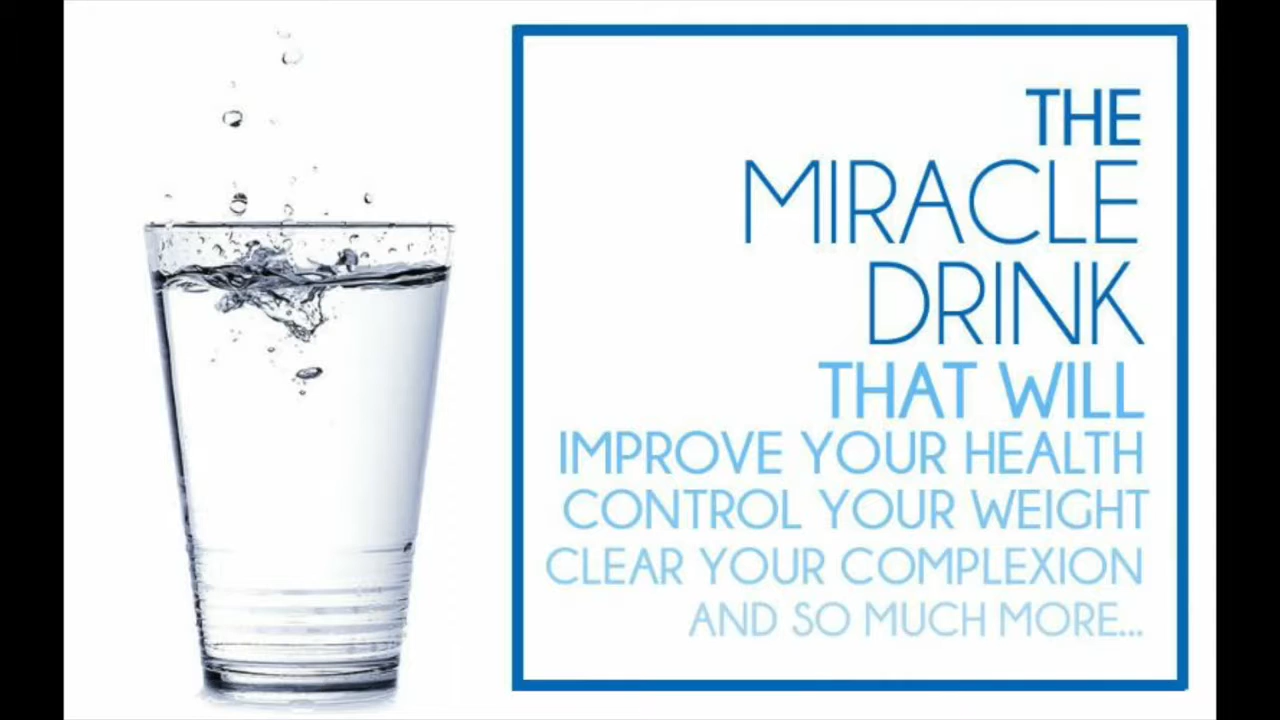 THE
MIRACLE
DRINK
THAT WILL
IMPROVE YOUR HEALTH
CONTROL YOUR WEIGHT
CLEAR YOUR COMPLEXION
AND SO MUCH MORE...